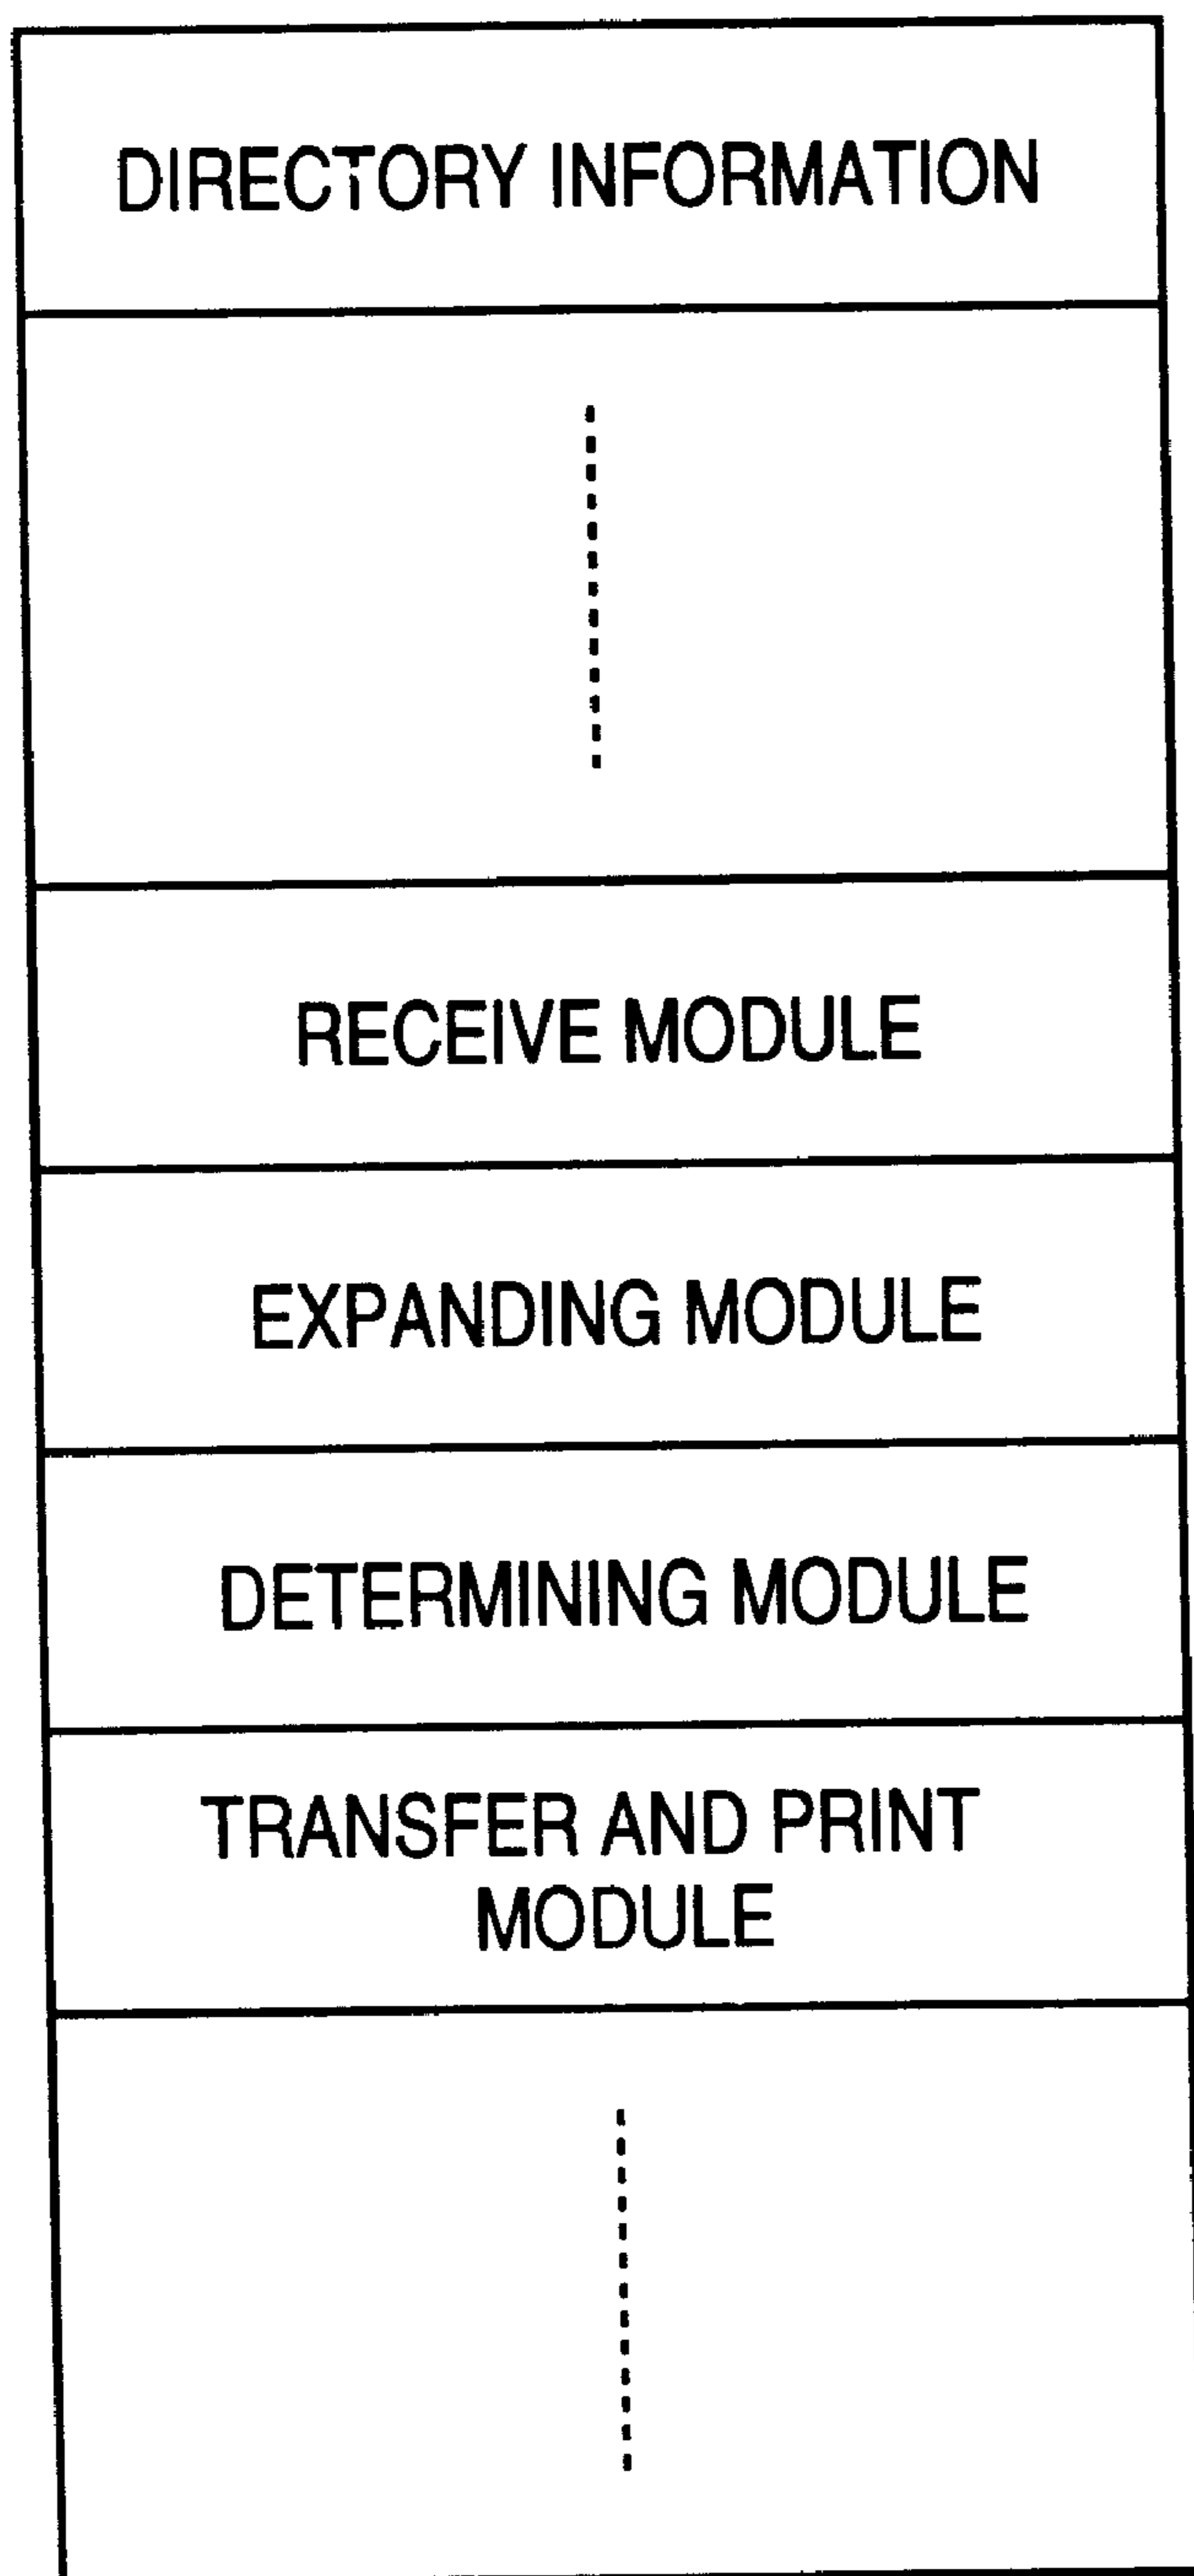 DIRECTORY INFORMATION
RECEIVE MODULE
EXPANDING MODULE
DETERMINING MODULE
TRANSFER AND PRINT
MODULE